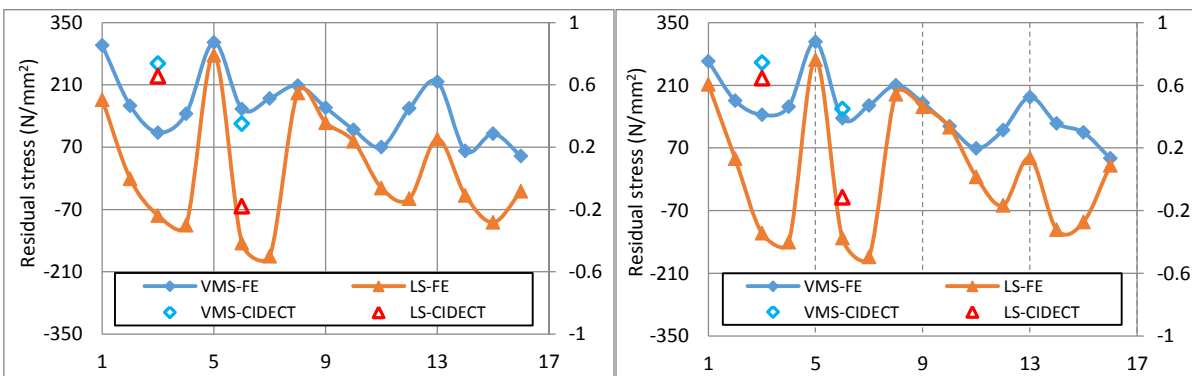 Residual stress (N/mm²)
350
210
70
-70
-210
-350
1
0.6
0.2
-0.2
-0.6
-1
VMS-FE
LS-FE
VMS-CIDECT
LS-CIDECT
1 5 9 13 17
Residual stress (N/mm²)
350
210
70
-70
-210
-350
1
0.6
0.2
-0.2
-0.6
-1
VMS-FE
LS-FE
VMS-CIDECT
LS-CIDECT
1 5 9 13 17